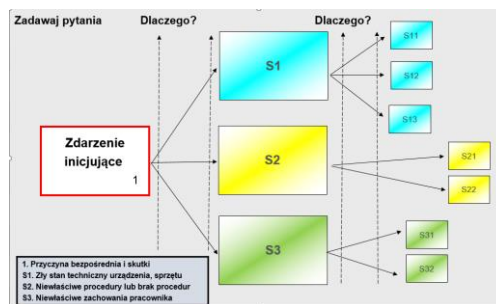 Zadawaj pytania
Dlaczego?
Dlaczego?
S1
S11
S12
S13
Zdarzenie
inicjujące
1
S2
S21
S22
S3
S31
S32
1. Przyczyna bezpośrednia i skutki
S1. Zły stan techniczny urządzenia, sprzętu
S2. Niewłaściwe procedury lub brak procedur
S3. Niewłaściwe zachowania pracownika